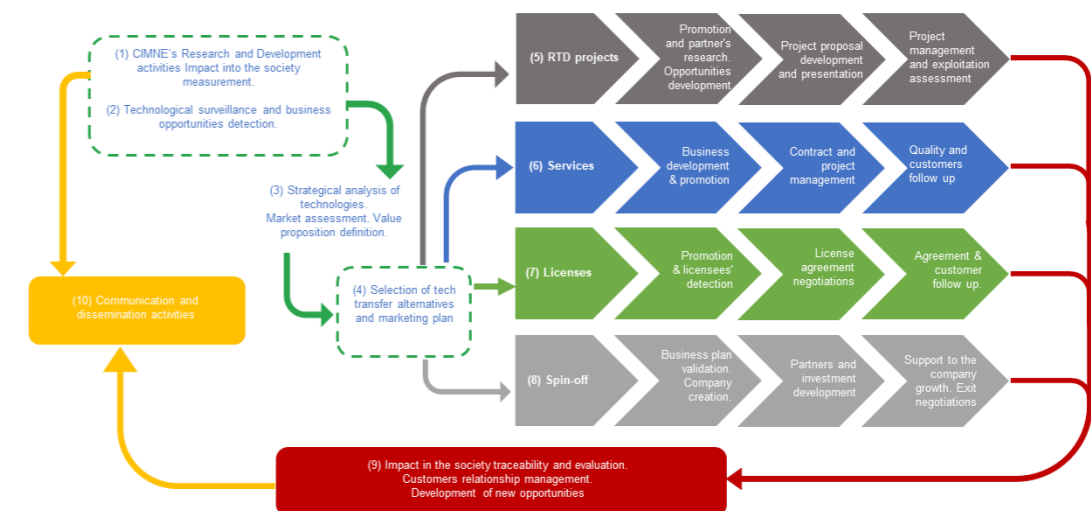 (1) CIMNE's Research and Development
activities Impact into the society
measurement.
(2) Technological surveillance and business
opportunities detection.
(3) Strategical analysis of
technologies.
Market assessment. Value
proposition definition.
(4) Selection of tech
transfer alternatives
and marketing plan
(5) RTD projects
Promotion
and partner's
research.
Opportunities
development
Project proposal
development
and presentation
Project
management
and exploitation
assessment
(6) Services
Business
development
& promotion
Contract and
project
management
Quality and
customers
follow up
(7) Licenses
Promotion
& licensees'
detection
License
agreement
negotiations
Agreement &
customer
follow up.
(8) Spin-off
Business plan
validation.
Company
creation.
Partners and
investment
development
Support to the
company
growth. Exit
negotiations
(9) Impact in the society traceability and evaluation.
Customers relationship management.
Development of new opportunities
(10) Communication and
dissemination activities